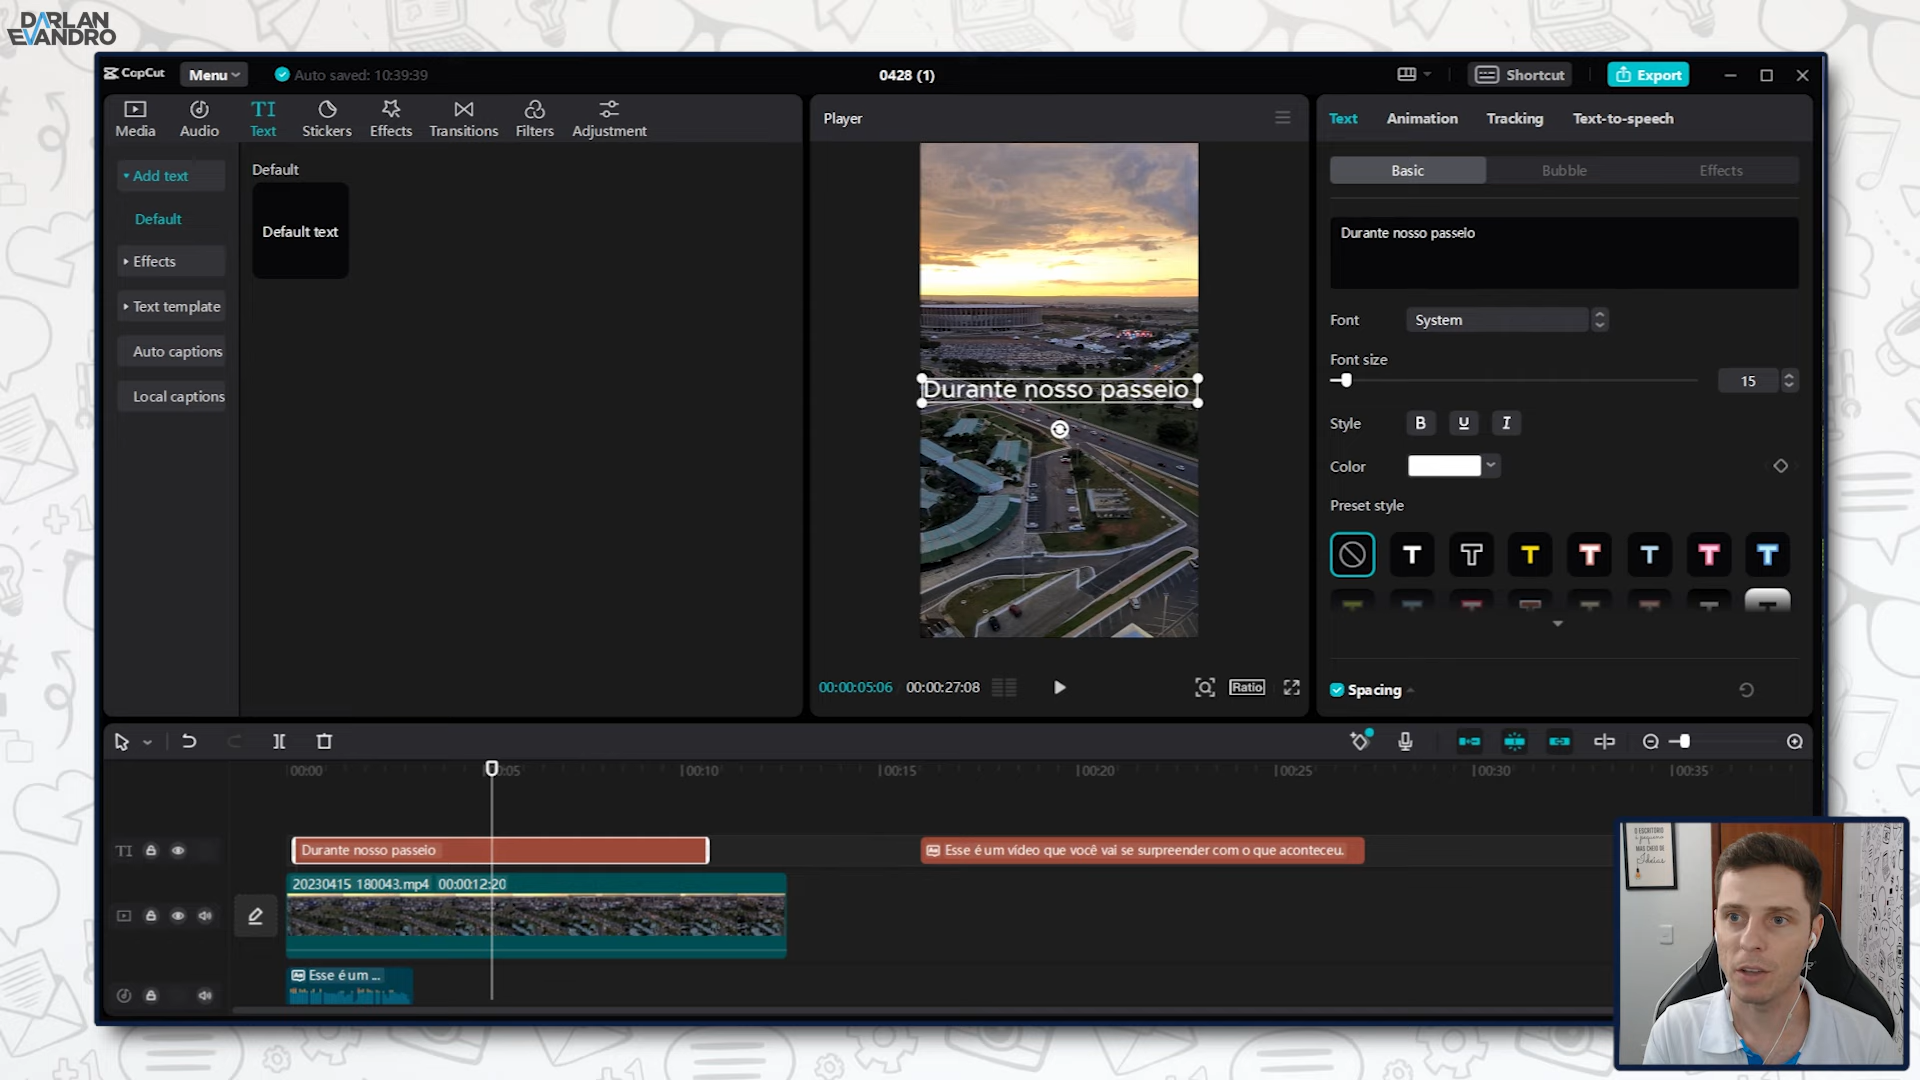 DARLAN
EVANDRO
CapCut
Menu
Auto saved: 10:39:39
0428 (1)
Shortcut
Export
Media
Audio
TI
Text
Stickers
Effects
Transitions
Filters
Adjustment
Add text
Default
Effects
Text template
Auto captions
Local captions
Default
Default text
Player
Durante nosso passeio
00:00:05:06
00:00:27:08
Ratio
Text
Animation
Tracking
Text-to-speech
Basic
Bubble
Effects
Durante nosso passeio
Font
System
Font size
15
Style
B
U
I
Color
Preset style
T T T T T T T
Spacing
00:00
00:05
00:10
00:15
00:20
00:25
00:30
00:35
TI
Durante nosso passeio
Esse é um vídeo que você vai se surpreender com o que aconteceu.
20230415 180043.mp4 00:00:12:20
Esse é um ...
O ESCRITÓRIO
Ideias